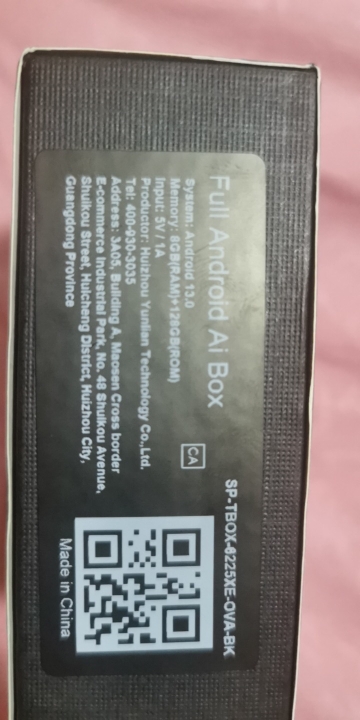 Full Android Ai Box
System: Android 13.0
Memory: 8GB(RAM)+128GB(ROM)
Input: 5V/1A
Productor: Huizhou Yunlian Technology Co.,Ltd.
Tel: 400-930-3035
Address: 3A05, Building A, Maosen Cross border
E-commerce Industrial Park, No. 48 Shuikou Avenue,
Shuikou Street, Huicheng District, Huizhou City,
Guangdong Province
CA
SP-TBOX-6225XE-OVA-BK
Made in China